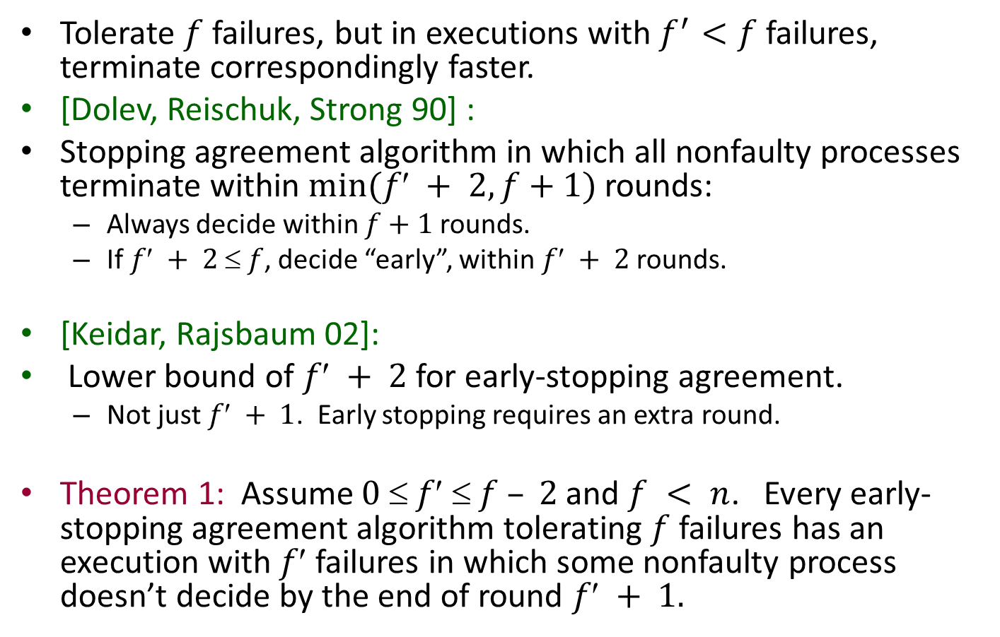 • Tolerate f failures, but in executions with f′ < f failures,
terminate correspondingly faster.
• [Dolev, Reischuk, Strong 90] :
• Stopping agreement algorithm in which all nonfaulty processes
terminate within min(f′ + 2, f + 1) rounds:
– Always decide within f + 1 rounds.
– If f′ + 2 ≤ f, decide “early”, within f′ + 2 rounds.
• [Keidar, Rajsbaum 02]:
• Lower bound of f′ + 2 for early-stopping agreement.
– Not just f′ + 1. Early stopping requires an extra round.
• Theorem 1: Assume 0 ≤ f′ ≤ f – 2 and f < n. Every early-
stopping agreement algorithm tolerating f failures has an
execution with f′ failures in which some nonfaulty process
doesn’t decide by the end of round f′ + 1.